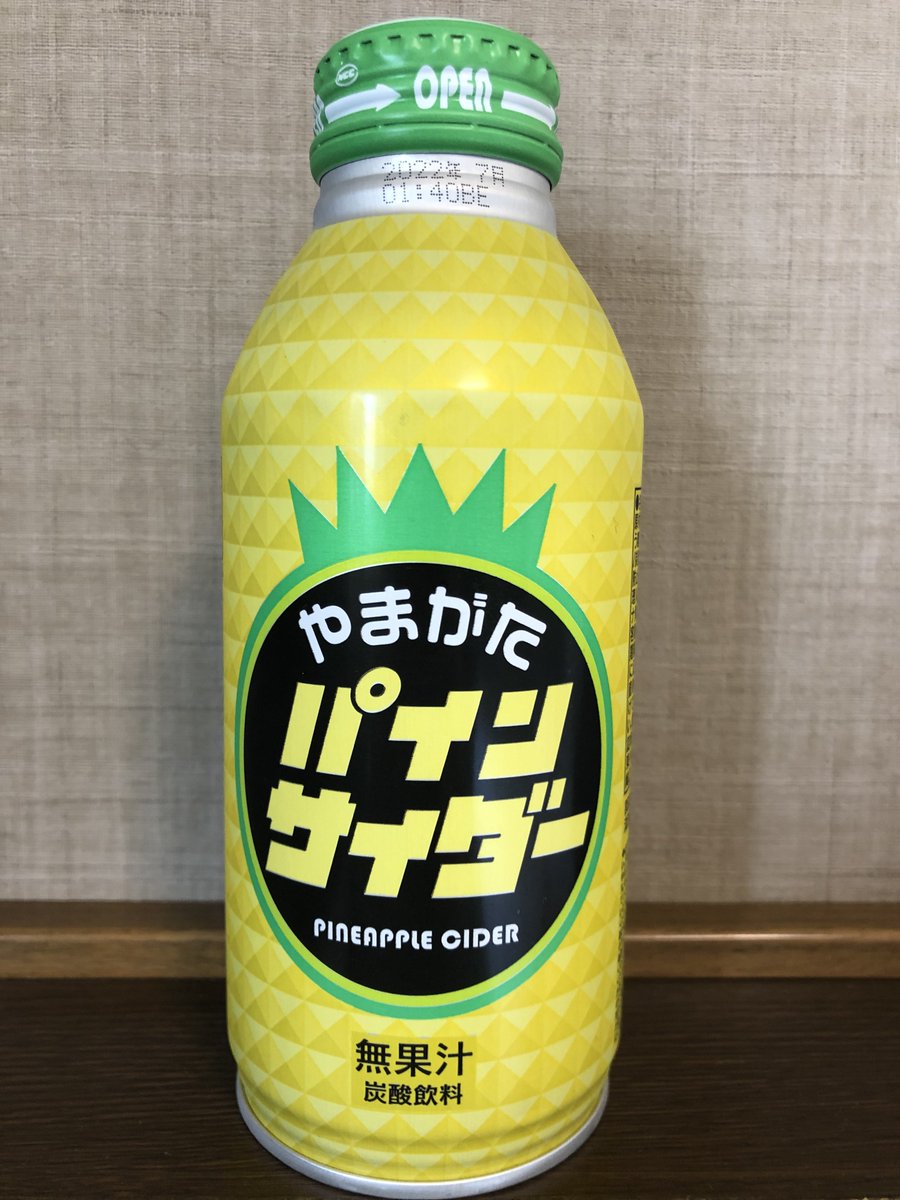 OPEN
2022年 7月
01:40BE
やまがた
パイン
サイダー
PINEAPPLE CIDER
無果汁
炭酸飲料